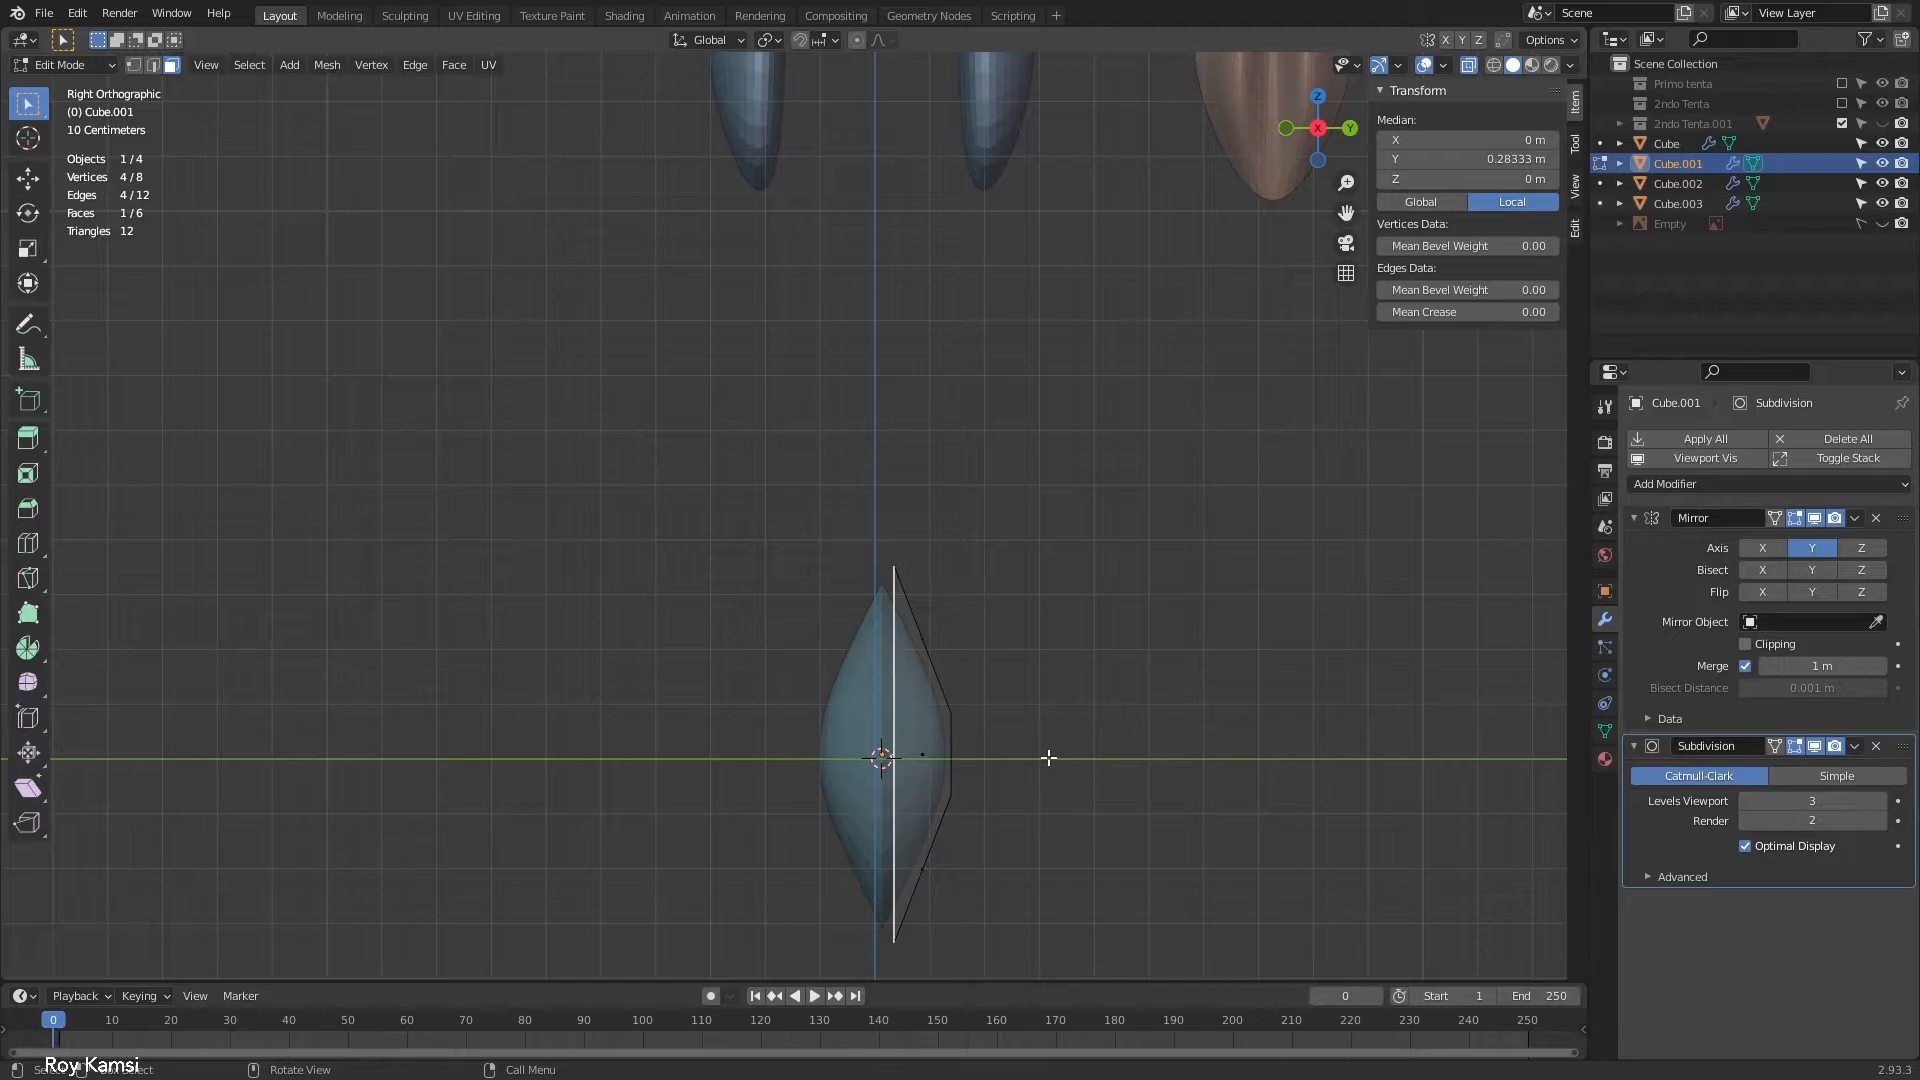 File Edit Render Window Help
Layout Modeling Sculpting UV Editing Texture Paint Shading Animation Rendering Compositing Geometry Nodes Scripting +
Scene View Layer
Global X Y Z Options
Edit Mode View Select Add Mesh Vertex Edge Face UV
Right Orthographic
(0) Cube.001
10 Centimeters
Objects 1 / 4
Vertices 4 / 8
Edges 4 / 12
Faces 1 / 6
Triangles 12
Z
X Y
Transform
Median:
X 0 m
Y 0.28333 m
Z 0 m
Global Local
Vertices Data:
Mean Bevel Weight 0.00
Edges Data:
Mean Bevel Weight 0.00
Mean Crease 0.00
Item
Tool
View
Edit
Scene Collection
Primo tenta
2ndo Tenta
2ndo Tenta.001
Cube
Cube.001
Cube.002
Cube.003
Empty
Cube.001 Subdivision
Apply All Delete All
Viewport Vis Toggle Stack
Add Modifier
Mirror
Axis X Y Z
Bisect X Y Z
Flip X Y Z
Mirror Object
Clipping
Merge 1 m
Bisect Distance 0.001 m
Data
Subdivision
Catmull-Clark Simple
Levels Viewport 3
Render 2
Optimal Display
Advanced
Playback Keying View Marker 0 Start 1 End 250
0 10 20 30 40 50 60 70 80 90 100 110 120 130 140 150 160 170 180 190 200 210 220 230 240 250
Roy Kamsi
Rotate View Call Menu 2.93.3